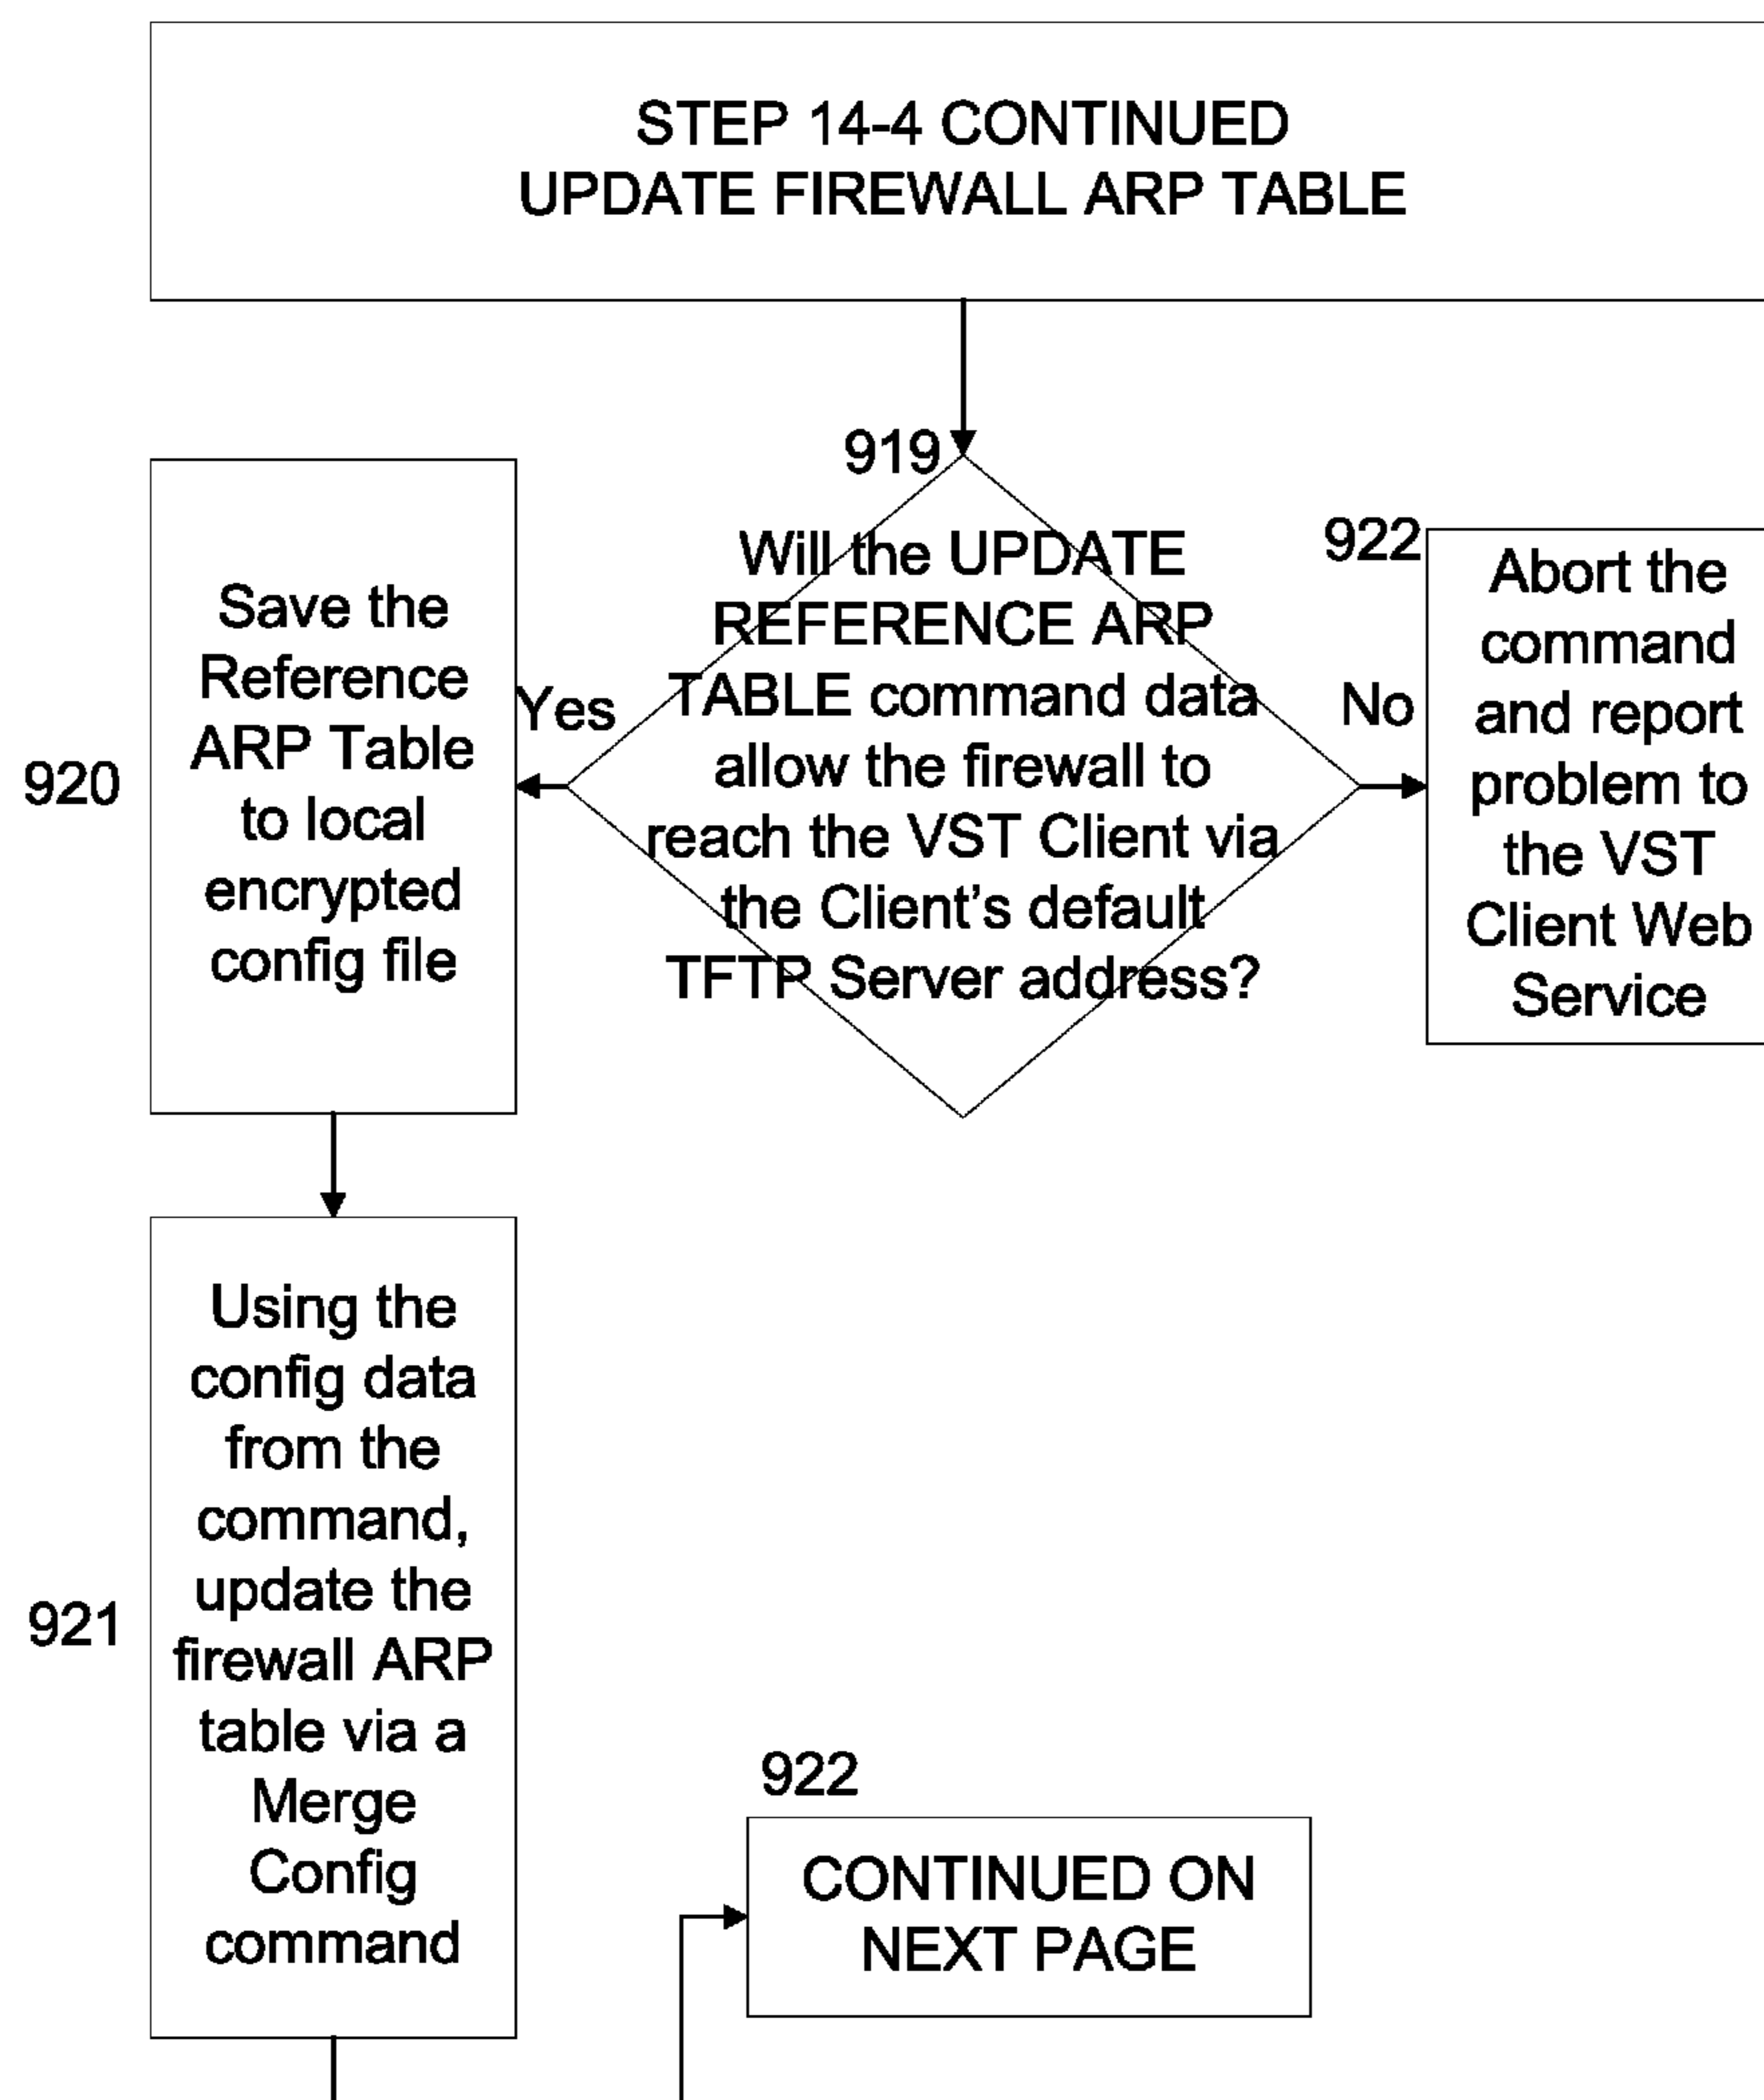 STEP 14-4 CONTINUED
UPDATE FIREWALL ARP TABLE
919
Will the UPDATE
REFERENCE ARP
TABLE command data
allow the firewall to
reach the VST Client via
the Client's default
TFTP Server address?
Yes
No
920
Save the
Reference
ARP Table
to local
encrypted
config file
922
Abort the
command
and report
problem to
the VST
Client Web
Service
921
Using the
config data
from the
command,
update the
firewall ARP
table via a
Merge
Config
command
922
CONTINUED ON
NEXT PAGE